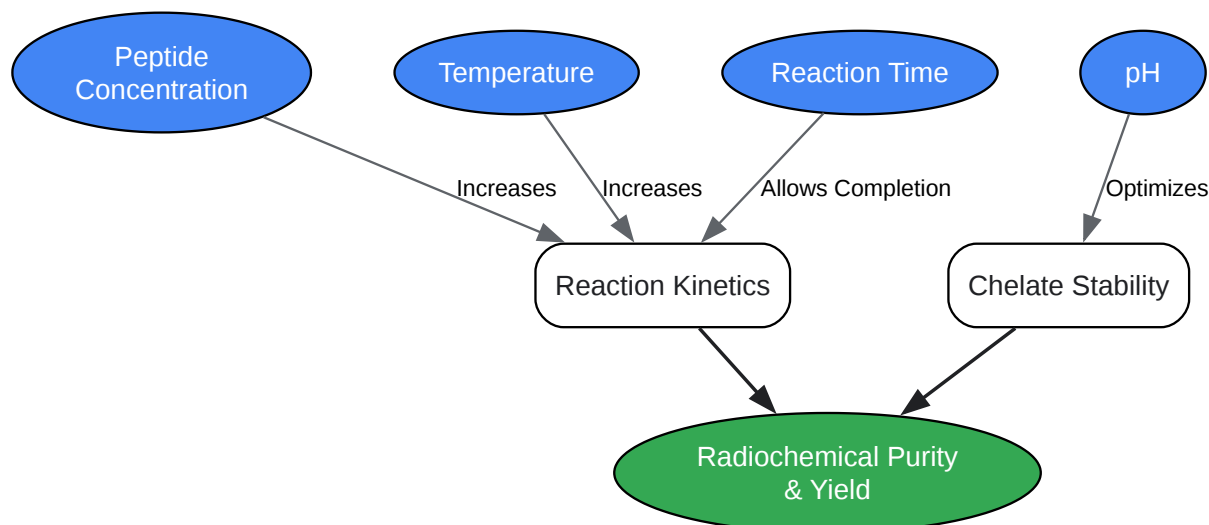 Peptide
Concentration
Temperature
Reaction Time
pH
Increases
Increases
Allows Completion
Optimizes
Reaction Kinetics
Chelate Stability
Radiochemical Purity
& Yield